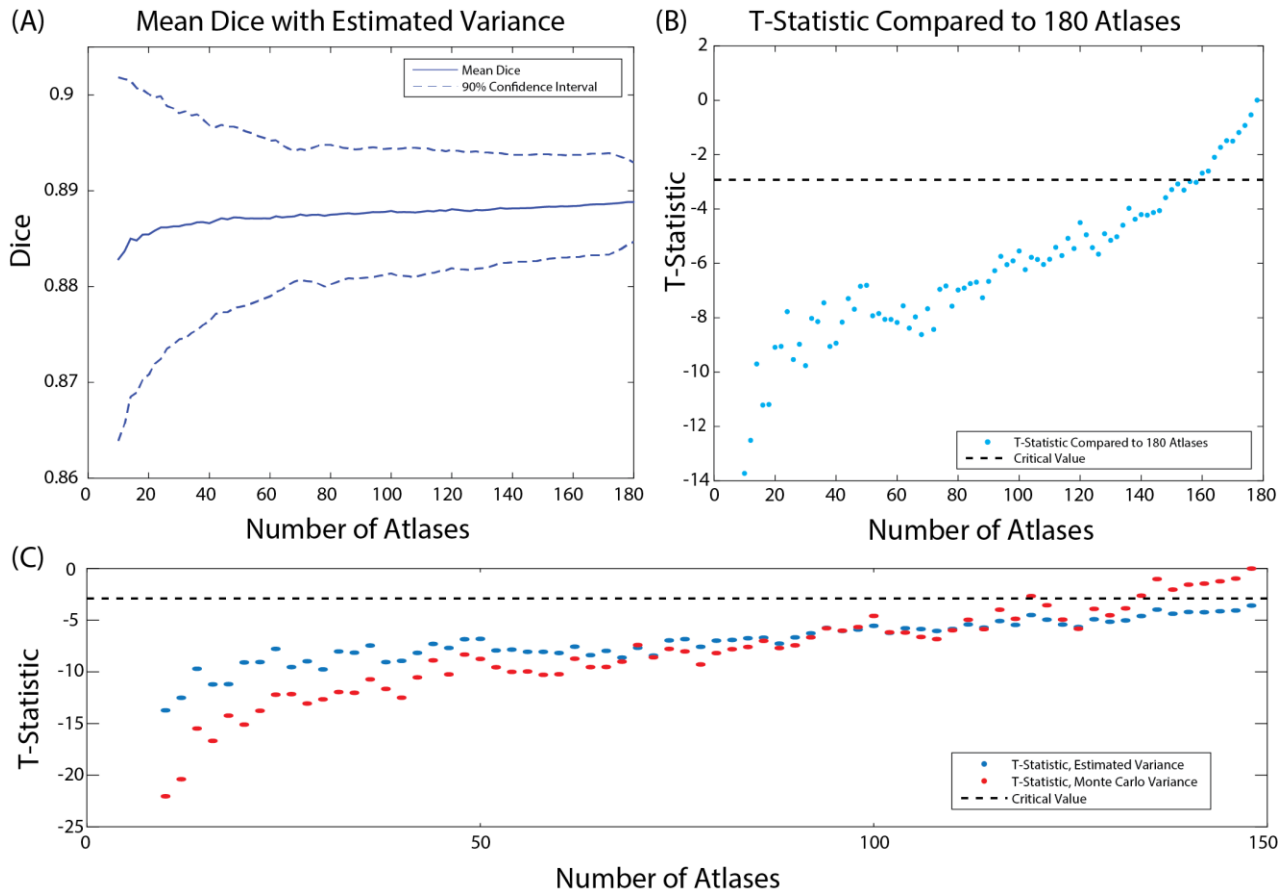 (A) Mean Dice with Estimated Variance
Mean Dice
90% Confidence Interval
0.9
0.89
0.88
0.87
0.86
Dice
0 20 40 60 80 100 120 140 160 180
Number of Atlases
(B) T-Statistic Compared to 180 Atlases
2
0
-2
-4
-6
-8
-10
-12
-14
T-Statistic
T-Statistic Compared to 180 Atlases
Critical Value
0 20 40 60 80 100 120 140 160 180
Number of Atlases
(C)
0
-5
-10
-15
-20
-25
T-Statistic
T-Statistic, Estimated Variance
T-Statistic, Monte Carlo Variance
Critical Value
0 50 100 150
Number of Atlases